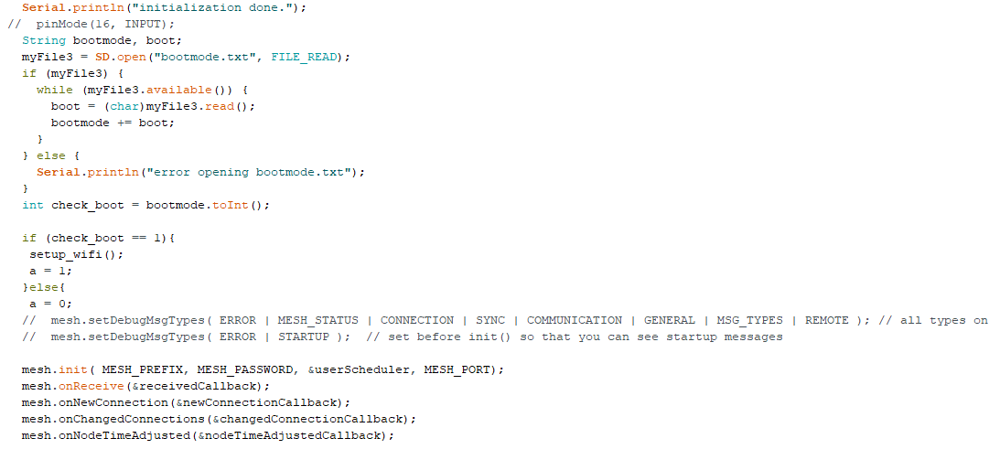 Serial.println("initialization done.");
//  pinMode(16, INPUT);
String bootmode, boot;
myFile3 = SD.open("bootmode.txt", FILE_READ);
if (myFile3) {
while (myFile3.available()) {
boot = (char)myFile3.read();
bootmode += boot;
}
} else {
Serial.println("error opening bootmode.txt");
}
int check_boot = bootmode.toInt();
if (check_boot == 1){
setup_wifi();
a = 1;
}else{
a = 0;
//  mesh.setDebugMsgTypes( ERROR | MESH_STATUS | CONNECTION | SYNC | COMMUNICATION | GENERAL | MSG_TYPES | REMOTE ); // all types on
//  mesh.setDebugMsgTypes( ERROR | STARTUP );  // set before init() so that you can see startup messages
mesh.init( MESH_PREFIX, MESH_PASSWORD, &userScheduler, MESH_PORT);
mesh.onReceive(&receivedCallback);
mesh.onNewConnection(&newConnectionCallback);
mesh.onChangedConnections(&changedConnectionCallback);
mesh.onNodeTimeAdjusted(&nodeTimeAdjustedCallback);